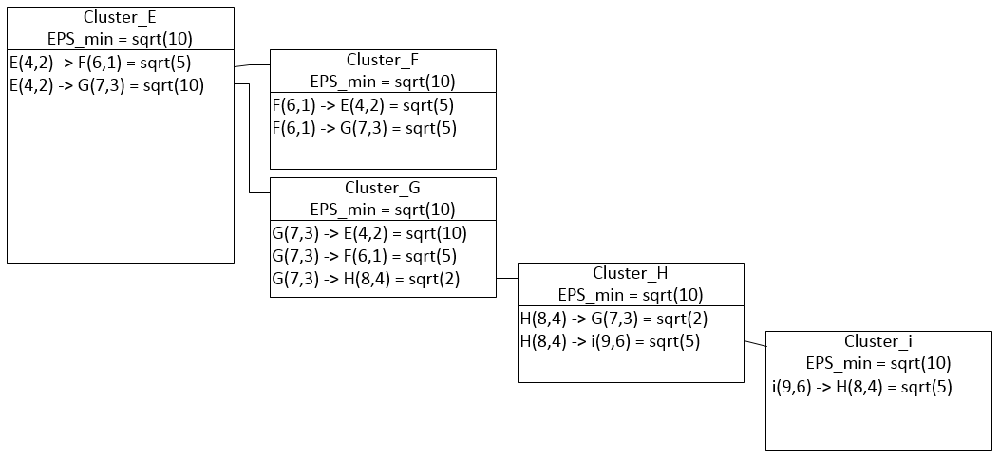 Cluster_E
EPS_min = sqrt(10)
E(4,2) -> F(6,1) = sqrt(5)
E(4,2) -> G(7,3) = sqrt(10)
Cluster_F
EPS_min = sqrt(10)
F(6,1) -> E(4,2) = sqrt(5)
F(6,1) -> G(7,3) = sqrt(5)
Cluster_G
EPS_min = sqrt(10)
G(7,3) -> E(4,2) = sqrt(10)
G(7,3) -> F(6,1) = sqrt(5)
G(7,3) -> H(8,4) = sqrt(2)
Cluster_H
EPS_min = sqrt(10)
H(8,4) -> G(7,3) = sqrt(2)
H(8,4) -> i(9,6) = sqrt(5)
Cluster_i
EPS_min = sqrt(10)
i(9,6) -> H(8,4) = sqrt(5)